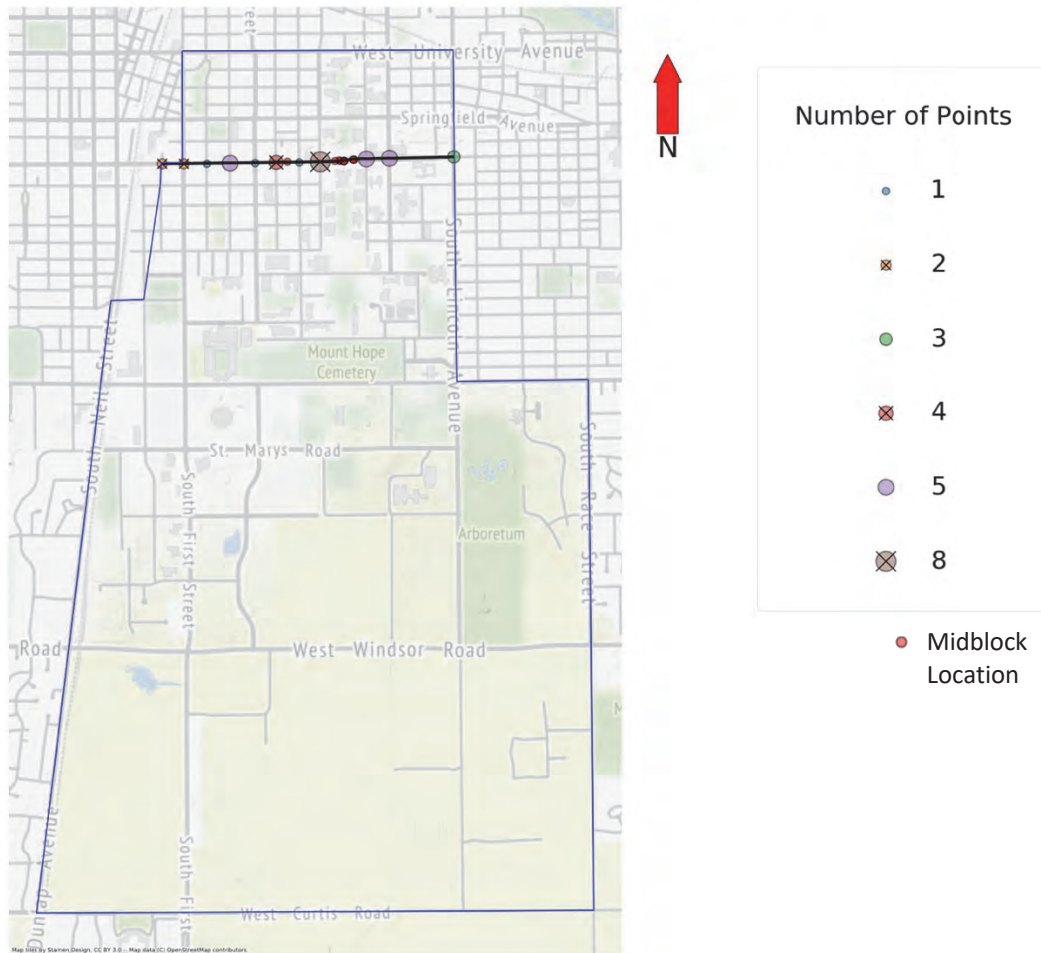 Street
West University Avenue
Springfield Avenue
N
South Lincoln Avenue
South Neil Street
Mount Hope
Cemetery
St. Marys Road
South First Street
South Race Street
Arboretum
Road
West Windsor Road
M
Dunlap Avenue
South First
West Curtis Road
Map tiles by Stamen Design, CC BY 3.0 -- Map data (C) OpenStreetMap contributors
Number of Points
1
2
3
4
5
8
Midblock
Location